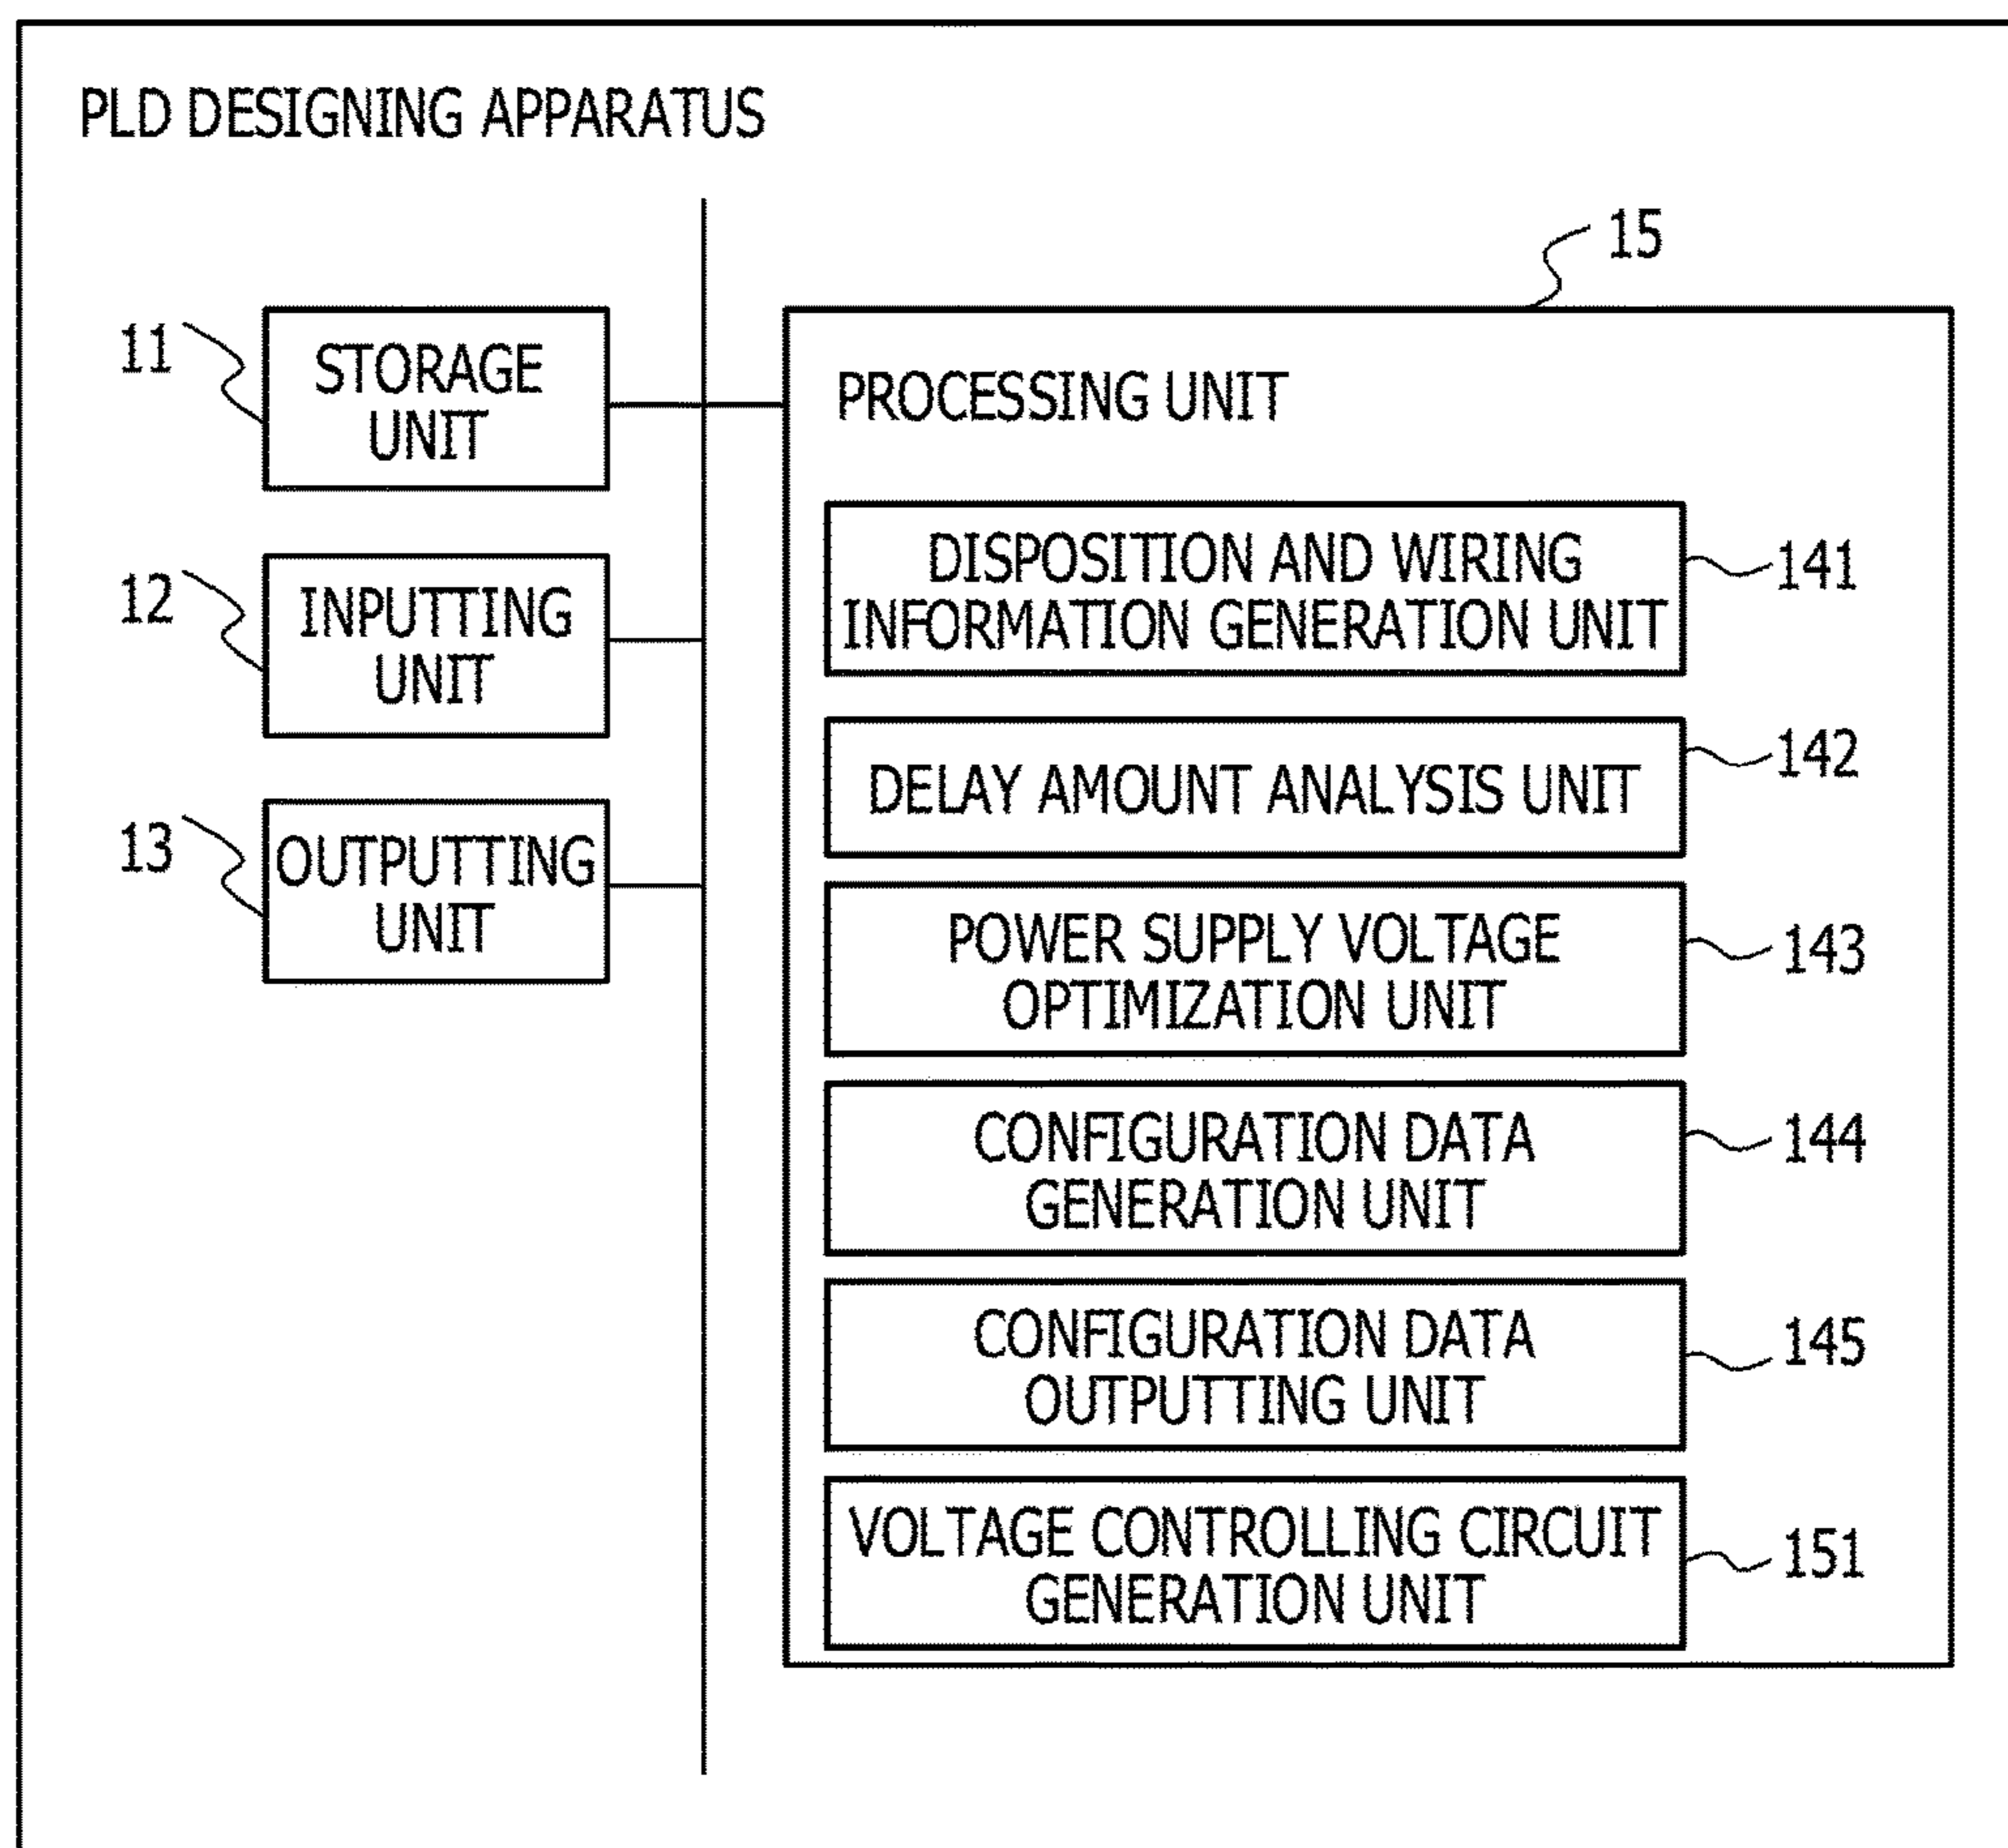 PLD DESIGNING APPARATUS
15
11
STORAGE
UNIT
PROCESSING UNIT
12
INPUTTING
UNIT
13
OUTPUTTING
UNIT
DISPOSITION AND WIRING
INFORMATION GENERATION UNIT
141
DELAY AMOUNT ANALYSIS UNIT
142
POWER SUPPLY VOLTAGE
OPTIMIZATION UNIT
143
CONFIGURATION DATA
GENERATION UNIT
144
CONFIGURATION DATA
OUTPUTTING UNIT
145
VOLTAGE CONTROLLING CIRCUIT
GENERATION UNIT
151